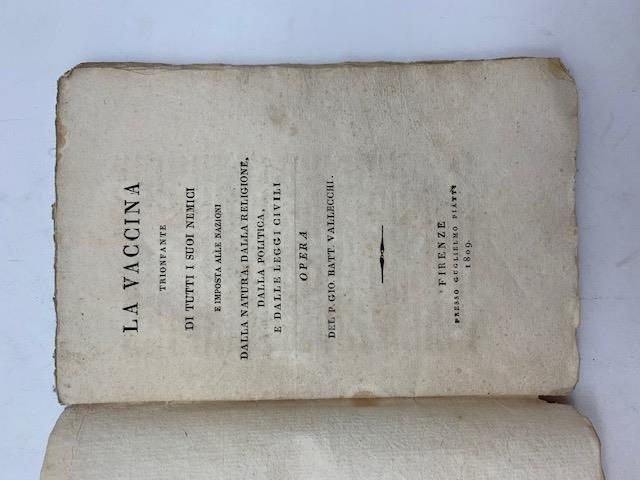 LA VACCINA
TRIONFANTE
DI TUTTI I SUOI NEMICI
E IMPOSTA ALLE NAZIONI
DALLA NATURA, DALLA RELIGIONE,
DALLA POLITICA,
E DALLE LEGGI CIVILI
OPERA
DEL P. GIO. BATT. VALLECCHI.
FIRENZE
PRESSO GUGLIELMO PIATTI
1809.